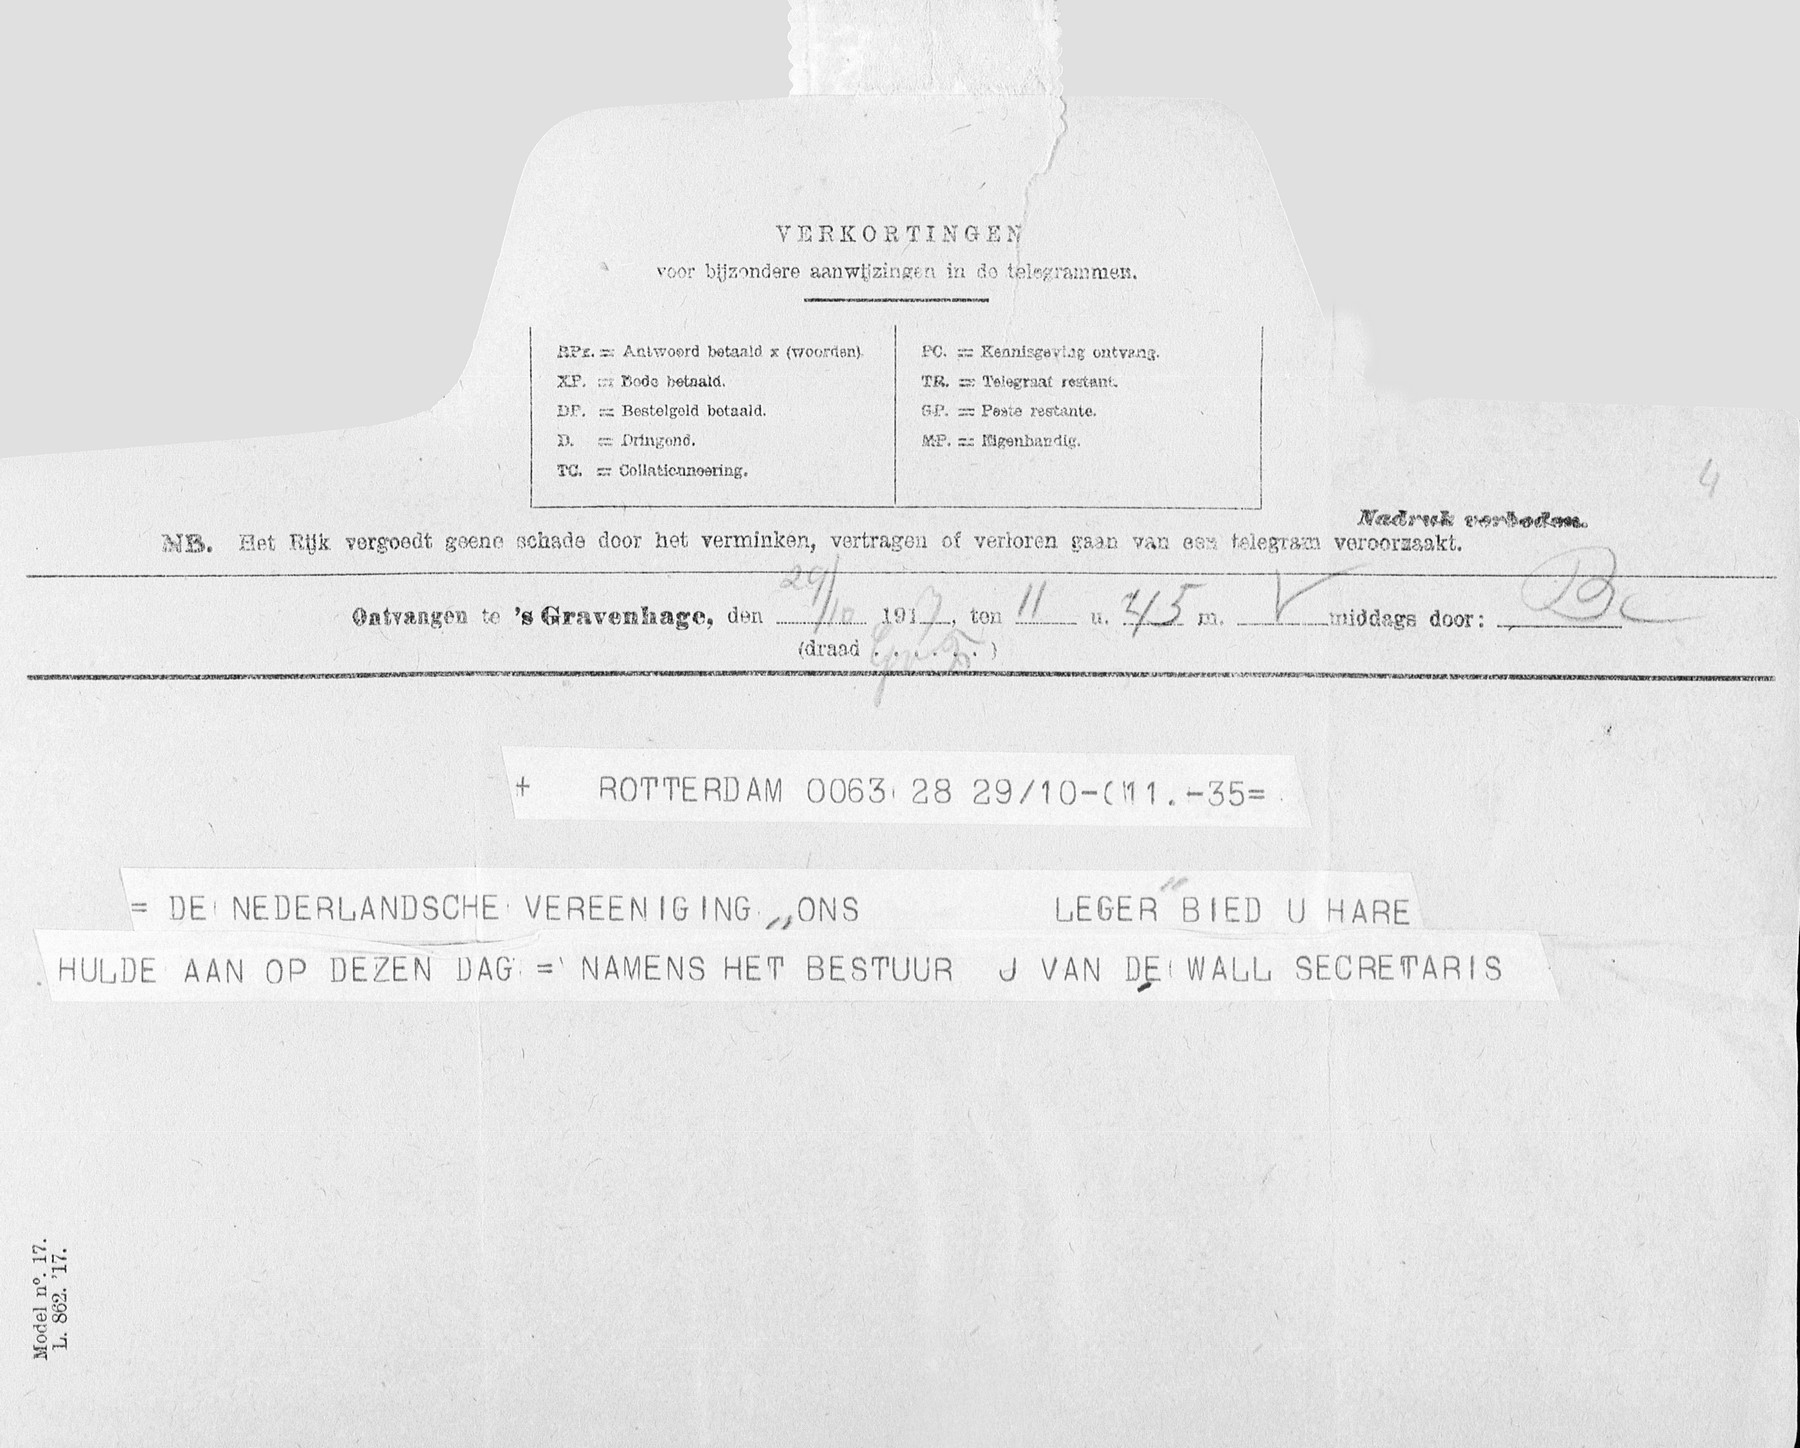 VERKORTINGEN
voor bijzondere aanwijzingen in de telegrammen.
RPx. = Antwoord betaald x (woorden).
XP. = Bode betaald.
DP. = Bestelgeld betaald.
D. = Dringend.
TC. = Collationneering.
PC. = Kennisgeving ontvang.
TR. = Telegraaf restant.
GP. = Poste restante.
MP. = Eigenhandig.
4
Nadruk verboden.
NB. Het Rijk vergoedt geene schade door het verminken, vertragen of verloren gaan van een telegram veroorzaakt.
Ontvangen te 's Gravenhage, den 29/10 1917, ten 11 u. 45 m. V middags door:
(draad . . . . . . )
+ ROTTERDAM 0063 28 29/10-( 11.-35=
= DE NEDERLANDSCHE VEREENIGING „ONS LEGER" BIED U HARE
HULDE AAN OP DEZEN DAG = NAMENS HET BESTUUR J VAN DE WALL SECRETARIS
Model n°. 17.
L. 862. '17.